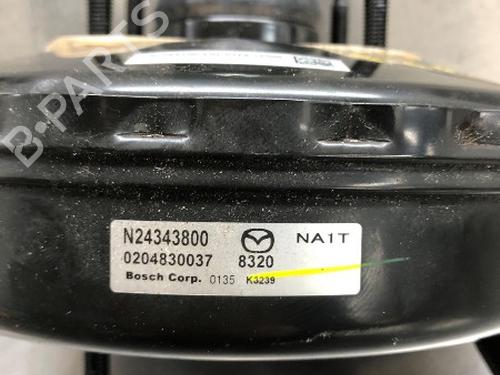 B-PARTS
N24343800 NA1T
0204830037 8320
Bosch Corp. 0135 K3239